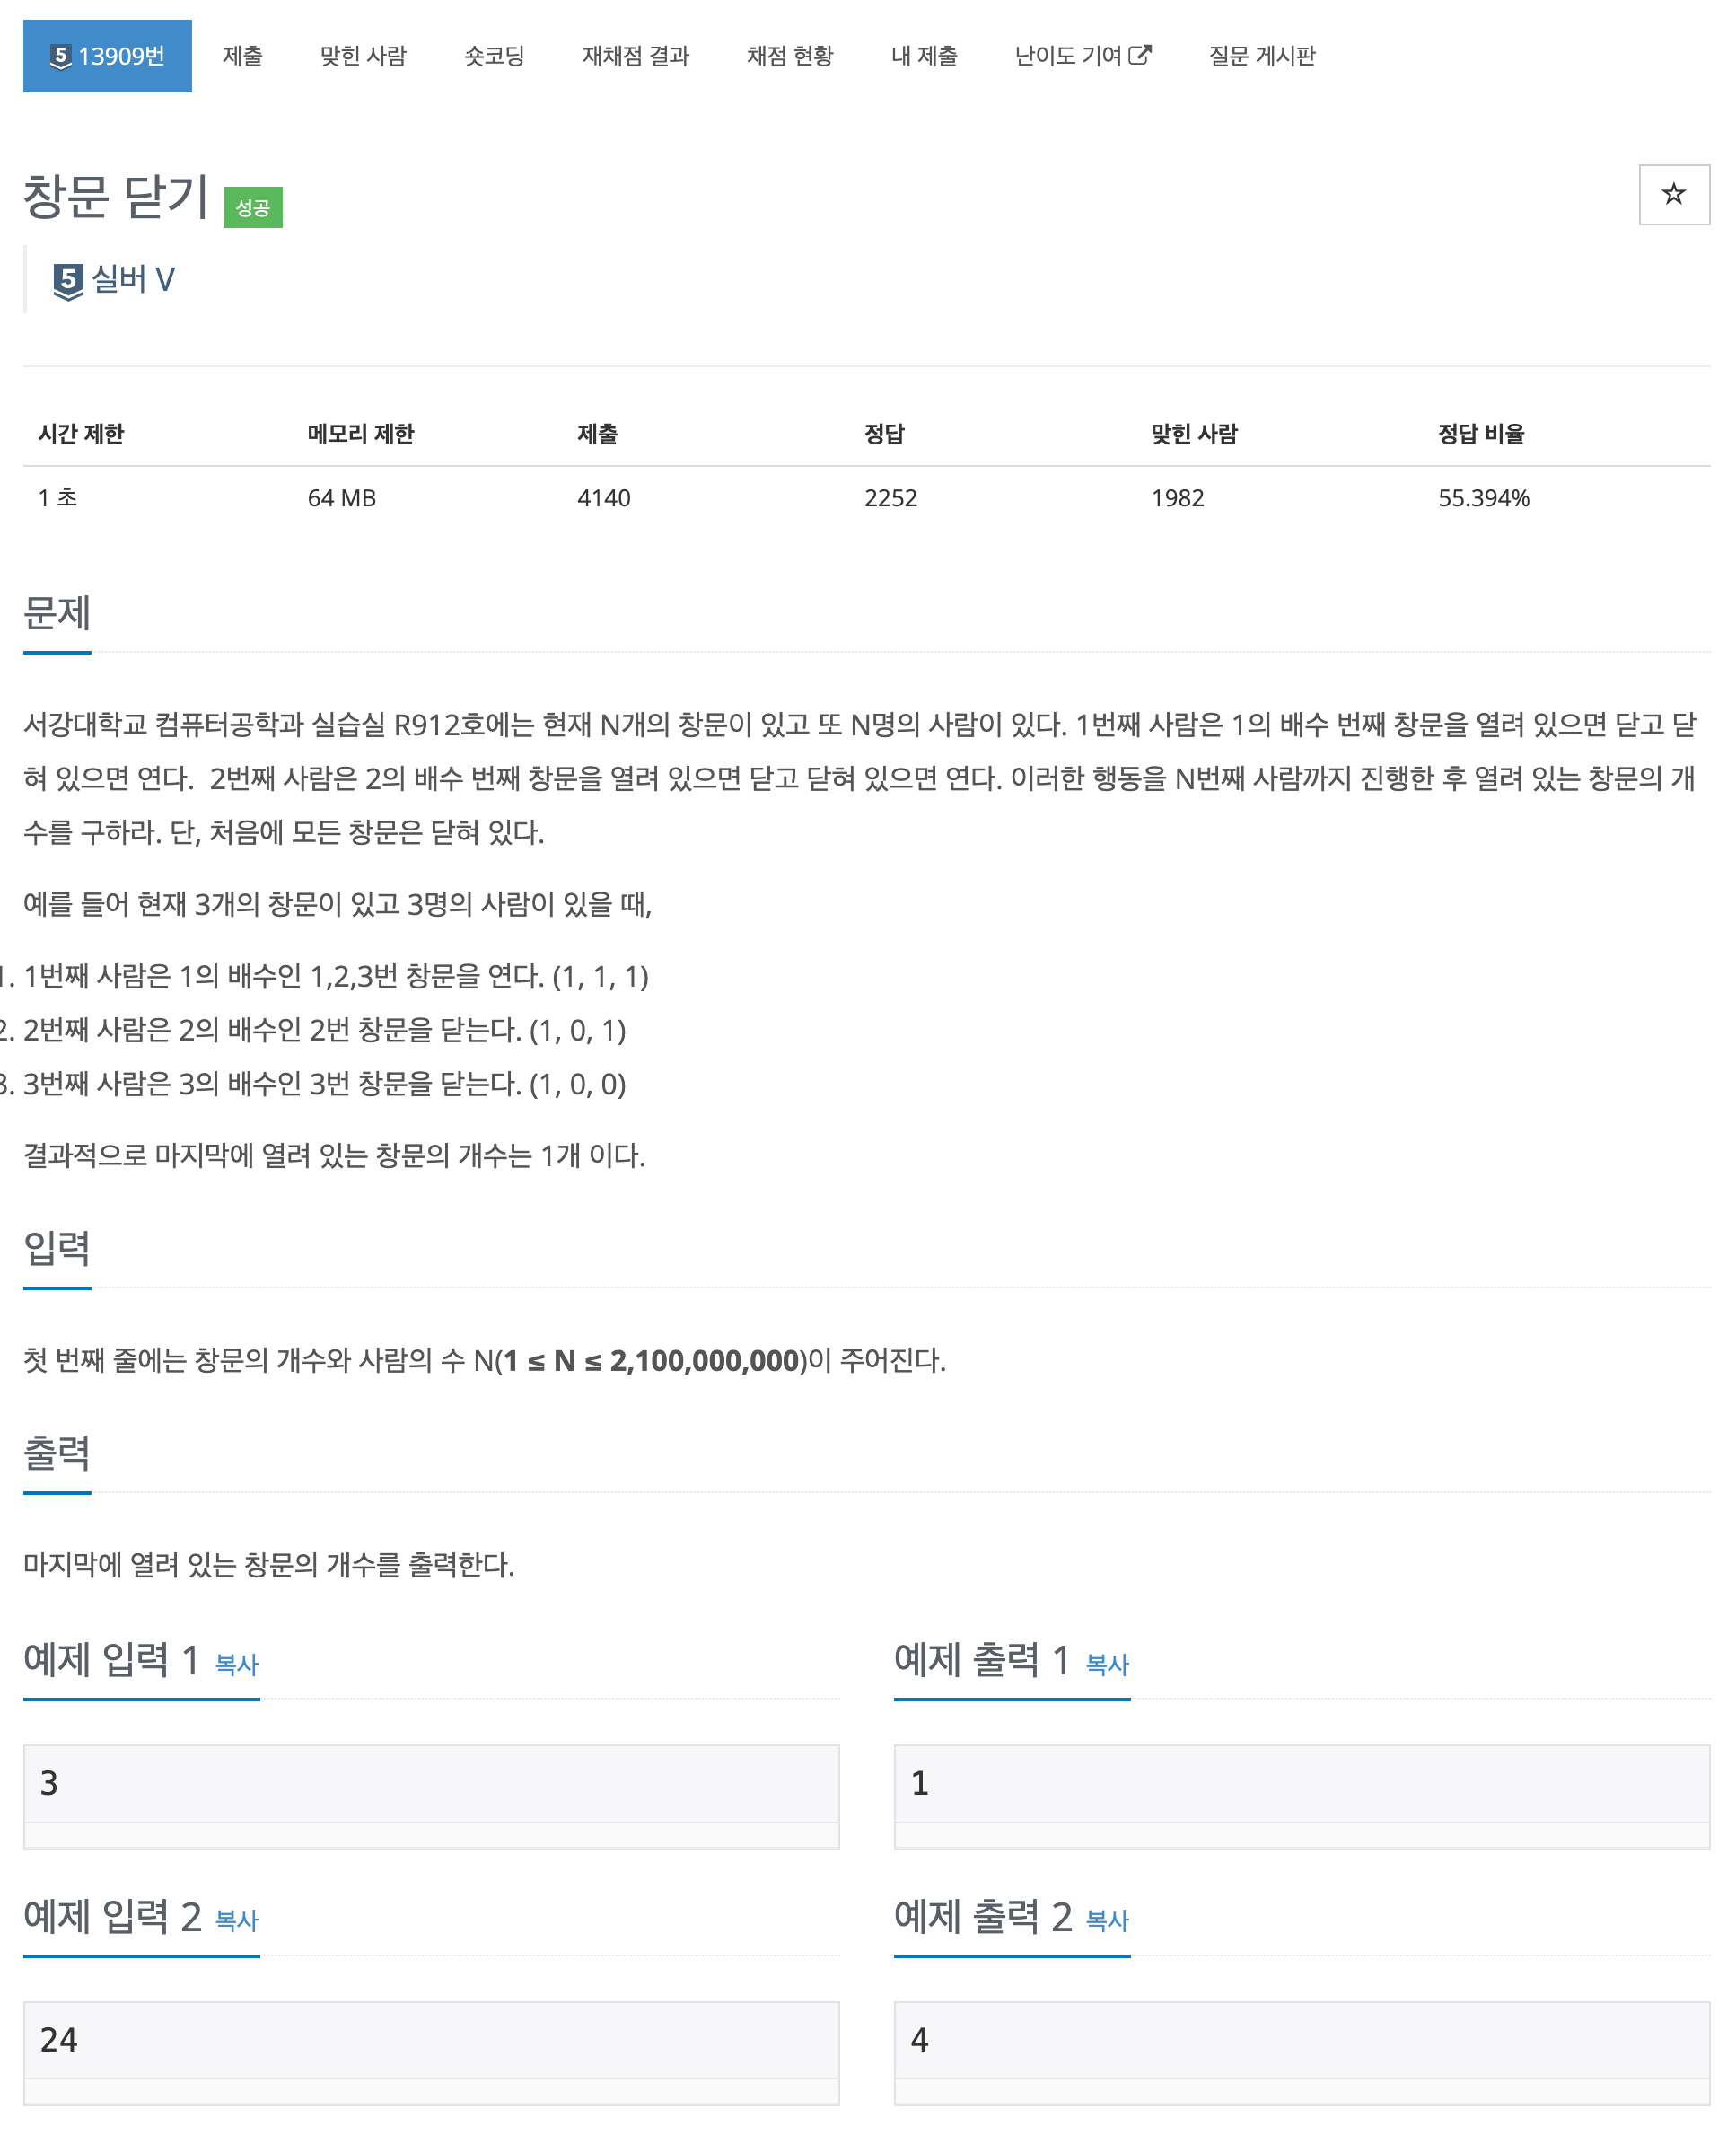 5 13909번 제출 맞힌 사람 숏코딩 재채점 결과 채점 현황 내 제출 난이도 기여 질문 게시판
창문 닫기 성공
☆
5 실버 V
시간 제한 메모리 제한 제출 정답 맞힌 사람 정답 비율
1 초 64 MB 4140 2252 1982 55.394%
문제
서강대학교 컴퓨터공학과 실습실 R912호에는 현재 N개의 창문이 있고 또 N명의 사람이 있다. 1번째 사람은 1의 배수 번째 창문을 열려 있으면 닫고 닫
혀 있으면 연다.  2번째 사람은 2의 배수 번째 창문을 열려 있으면 닫고 닫혀 있으면 연다. 이러한 행동을 N번째 사람까지 진행한 후 열려 있는 창문의 개
수를 구하라. 단, 처음에 모든 창문은 닫혀 있다.
예를 들어 현재 3개의 창문이 있고 3명의 사람이 있을 때,
1. 1번째 사람은 1의 배수인 1,2,3번 창문을 연다. (1, 1, 1)
2. 2번째 사람은 2의 배수인 2번 창문을 닫는다. (1, 0, 1)
3. 3번째 사람은 3의 배수인 3번 창문을 닫는다. (1, 0, 0)
결과적으로 마지막에 열려 있는 창문의 개수는 1개 이다.
입력
첫 번째 줄에는 창문의 개수와 사람의 수 N(1 ≤ N ≤ 2,100,000,000)이 주어진다.
출력
마지막에 열려 있는 창문의 개수를 출력한다.
예제 입력 1 복사
3
예제 출력 1 복사
1
예제 입력 2 복사
24
예제 출력 2 복사
4